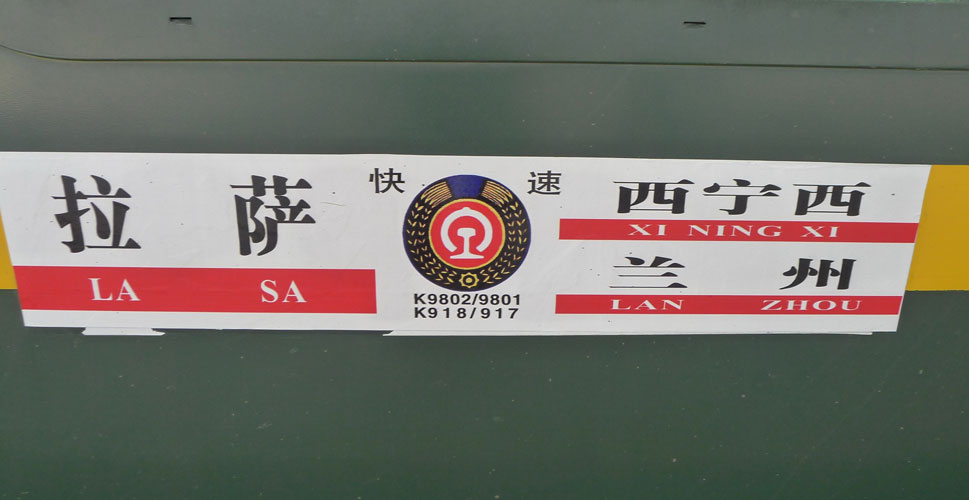 拉萨
LA SA
快速
K9802/9801
K918/917
西宁西
XI NING XI
兰州
LAN ZHOU